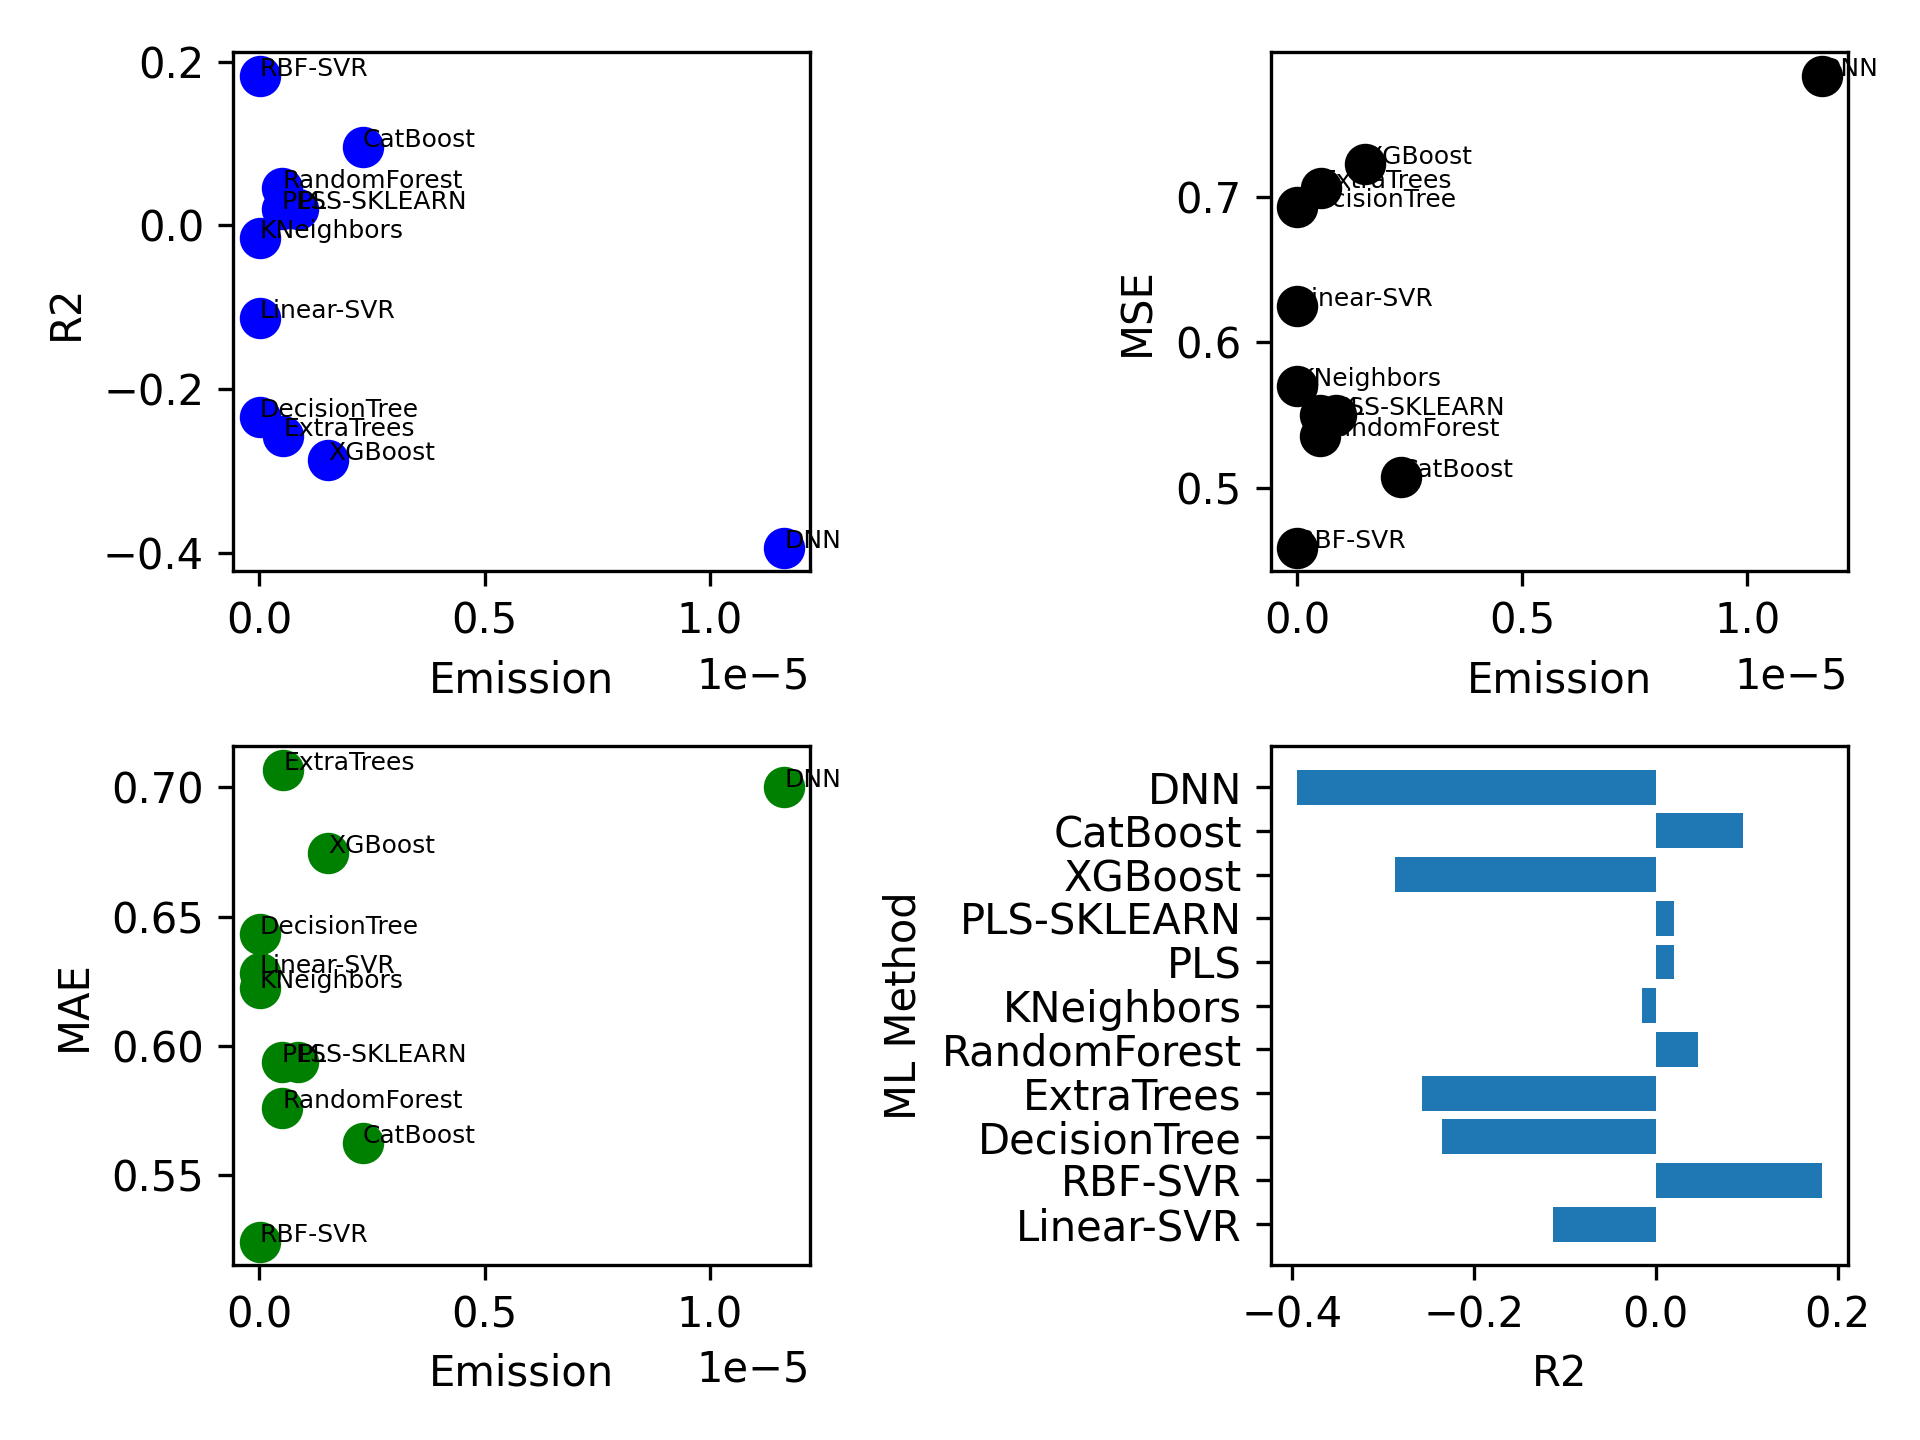 0.2
0.0
−0.2
−0.4
R2
RBF-SVR
CatBoost
RandomForest
PLS
PLS-SKLEARN
KNeighbors
Linear-SVR
DecisionTree
ExtraTrees
XGBoost
DNN
0.0 0.5 1.0
Emission
1e−5
0.7
0.6
0.5
MSE
DNN
XGBoost
ExtraTrees
DecisionTree
Linear-SVR
KNeighbors
PLS-SKLEARN
RandomForest
CatBoost
RBF-SVR
0.0 0.5 1.0
Emission
1e−5
0.70
0.65
0.60
0.55
MAE
ExtraTrees
DNN
XGBoost
DecisionTree
Linear-SVR
KNeighbors
PLS
PLS-SKLEARN
RandomForest
CatBoost
RBF-SVR
0.0 0.5 1.0
Emission
1e−5
ML Method
DNN
CatBoost
XGBoost
PLS-SKLEARN
PLS
KNeighbors
RandomForest
ExtraTrees
DecisionTree
RBF-SVR
Linear-SVR
−0.4 −0.2 0.0 0.2
R2